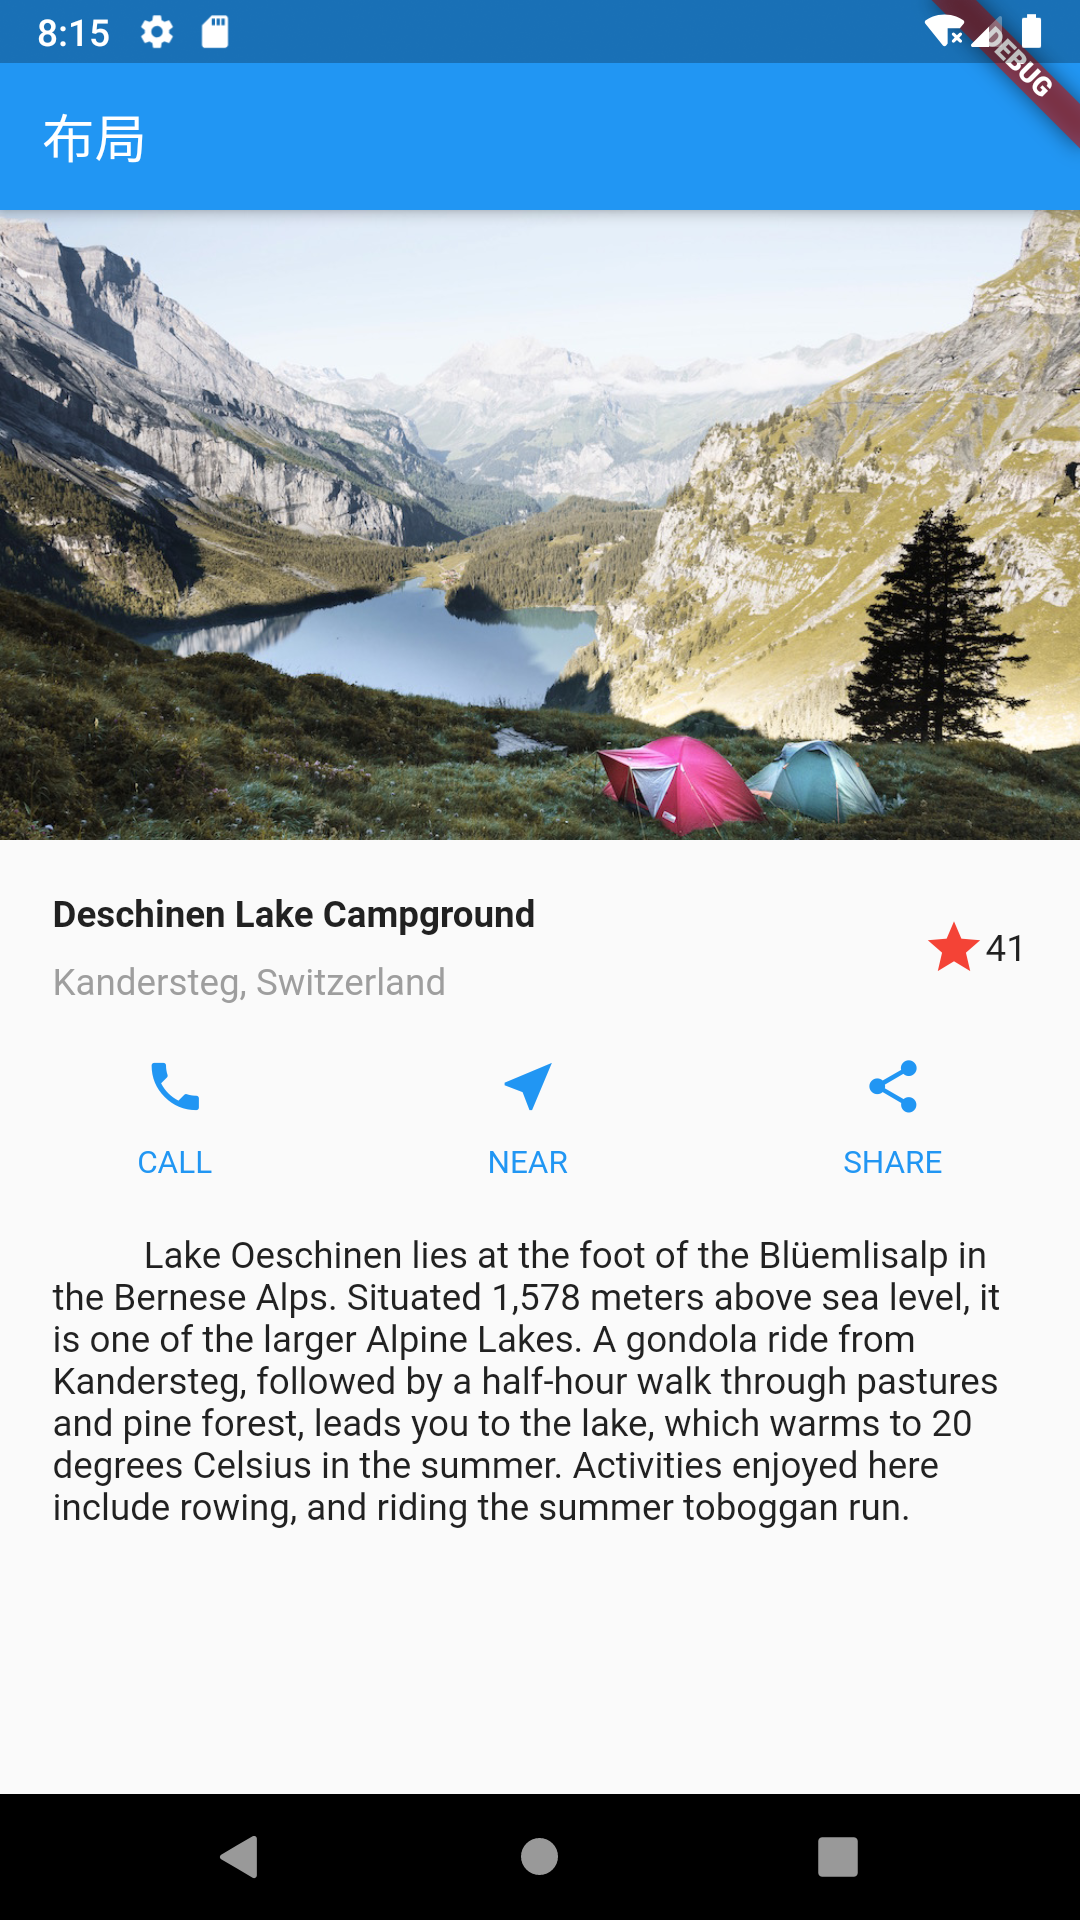 8:15
DEBUG
布局
Deschinen Lake Campground
41
Kandersteg, Switzerland
CALL NEAR SHARE
Lake Oeschinen lies at the foot of the Blüemlisalp in
the Bernese Alps. Situated 1,578 meters above sea level, it
is one of the larger Alpine Lakes. A gondola ride from
Kandersteg, followed by a half-hour walk through pastures
and pine forest, leads you to the lake, which warms to 20
degrees Celsius in the summer. Activities enjoyed here
include rowing, and riding the summer toboggan run.